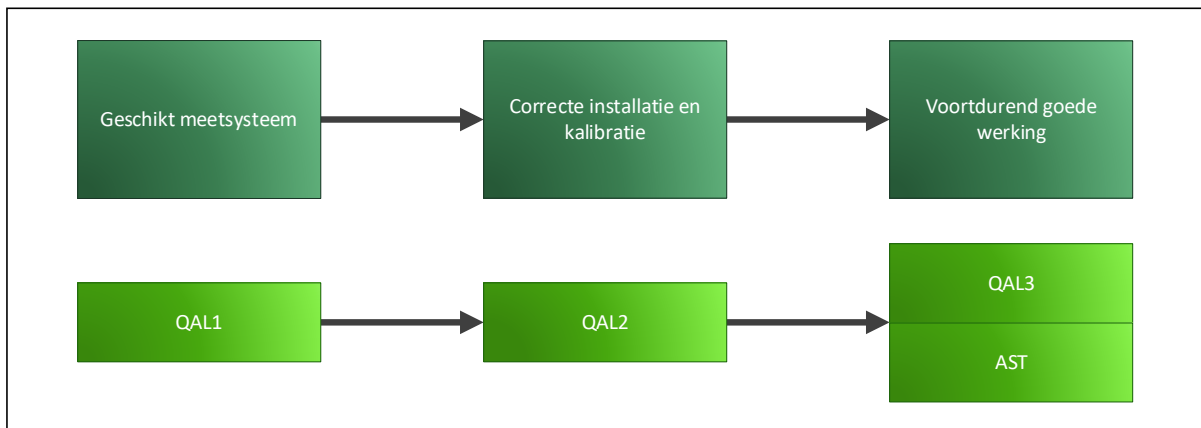 Geschikt meetsysteem
Correcte installatie en
kalibratie
Voortdurend goede
werking
QAL1
QAL2
QAL3
AST